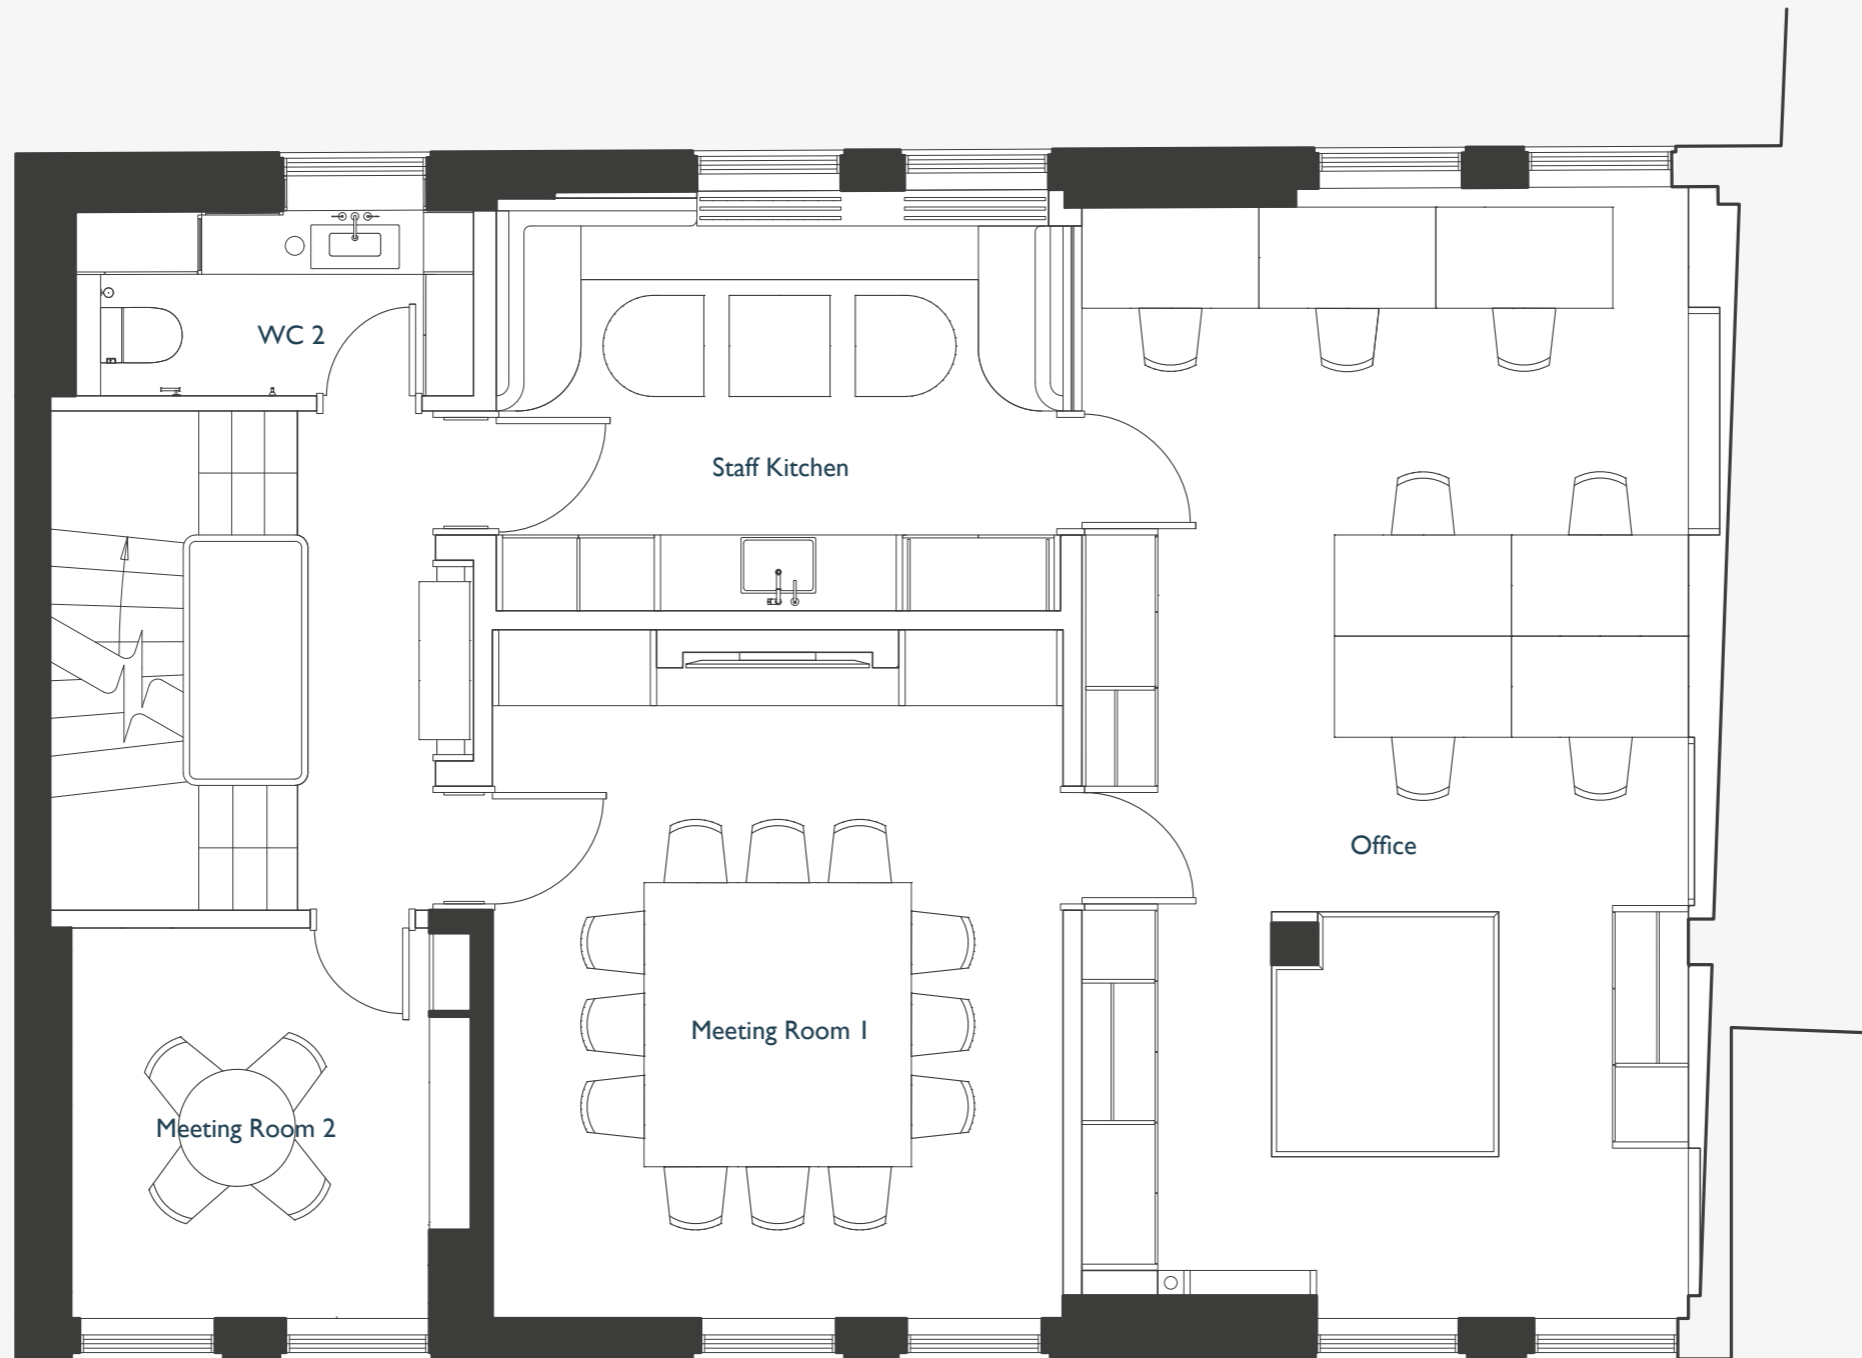 WC 2
Staff Kitchen
Office
Meeting Room 1
Meeting Room 2